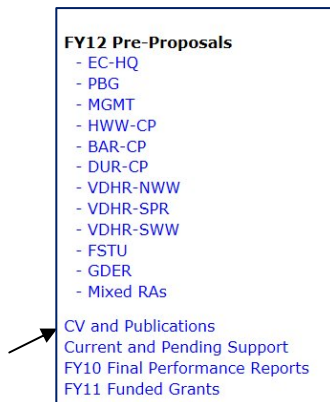 FY12 Pre-Proposals
- EC-HQ
- PBG
- MGMT
- HWW-CP
- BAR-CP
- DUR-CP
- VDHR-NWW
- VDHR-SPR
- VDHR-SWW
- FSTU
- GDER
- Mixed RAs
CV and Publications
Current and Pending Support
FY10 Final Performance Reports
FY11 Funded Grants